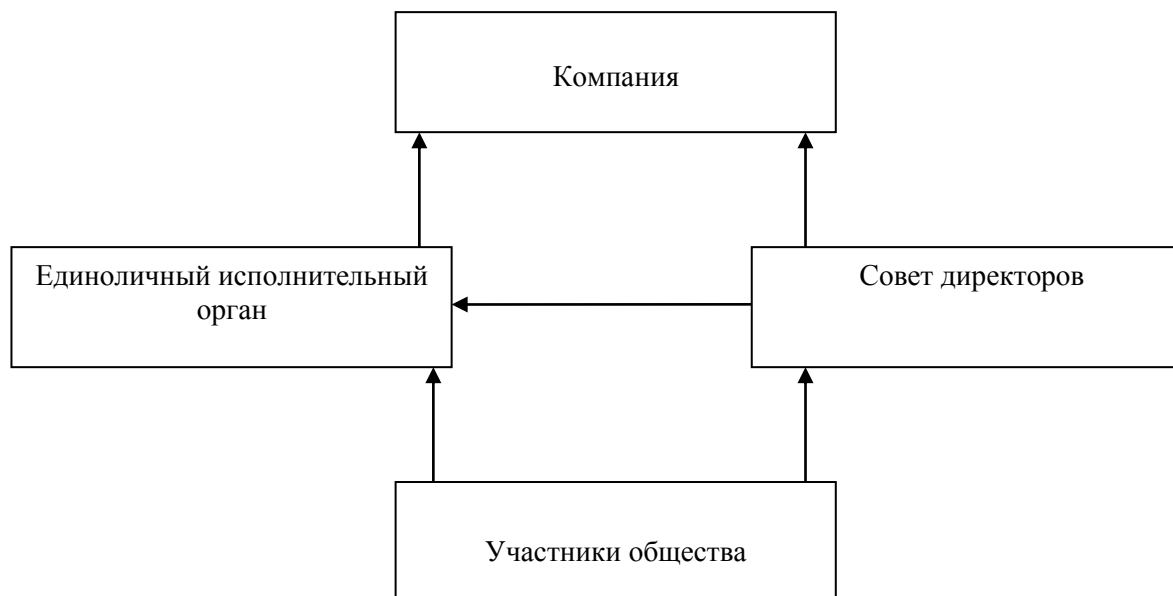 Компания
Единоличный исполнительный
орган
Совет директоров
Участники общества